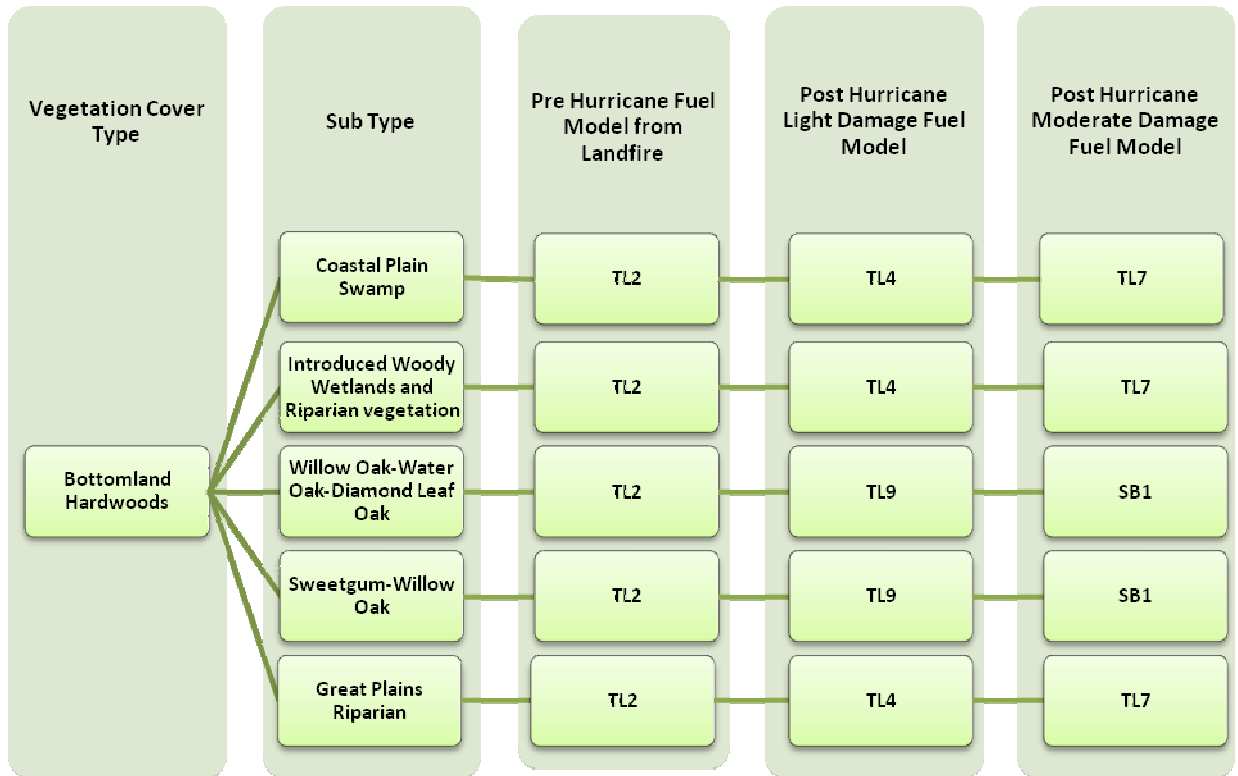 Vegetation Cover
Type
Sub Type
Pre Hurricane Fuel
Model from
Landfire
Post Hurricane
Light Damage Fuel
Model
Post Hurricane
Moderate Damage
Fuel Model
Bottomland
Hardwoods
Coastal Plain
Swamp
TL2
TL4
TL7
Introduced Woody
Wetlands and
Riparian vegetation
TL2
TL4
TL7
Willow Oak-Water
Oak-Diamond Leaf
Oak
TL2
TL9
SB1
Sweetgum-Willow
Oak
TL2
TL9
SB1
Great Plains
Riparian
TL2
TL4
TL7